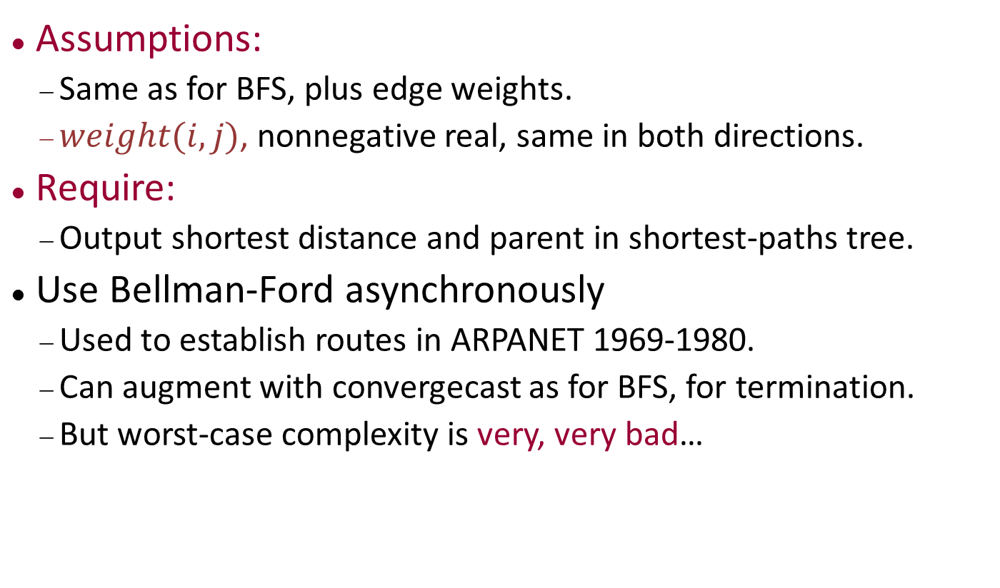 • Assumptions:
– Same as for BFS, plus edge weights.
– weight(i, j), nonnegative real, same in both directions.
• Require:
– Output shortest distance and parent in shortest-paths tree.
• Use Bellman-Ford asynchronously
– Used to establish routes in ARPANET 1969-1980.
– Can augment with convergecast as for BFS, for termination.
– But worst-case complexity is very, very bad…